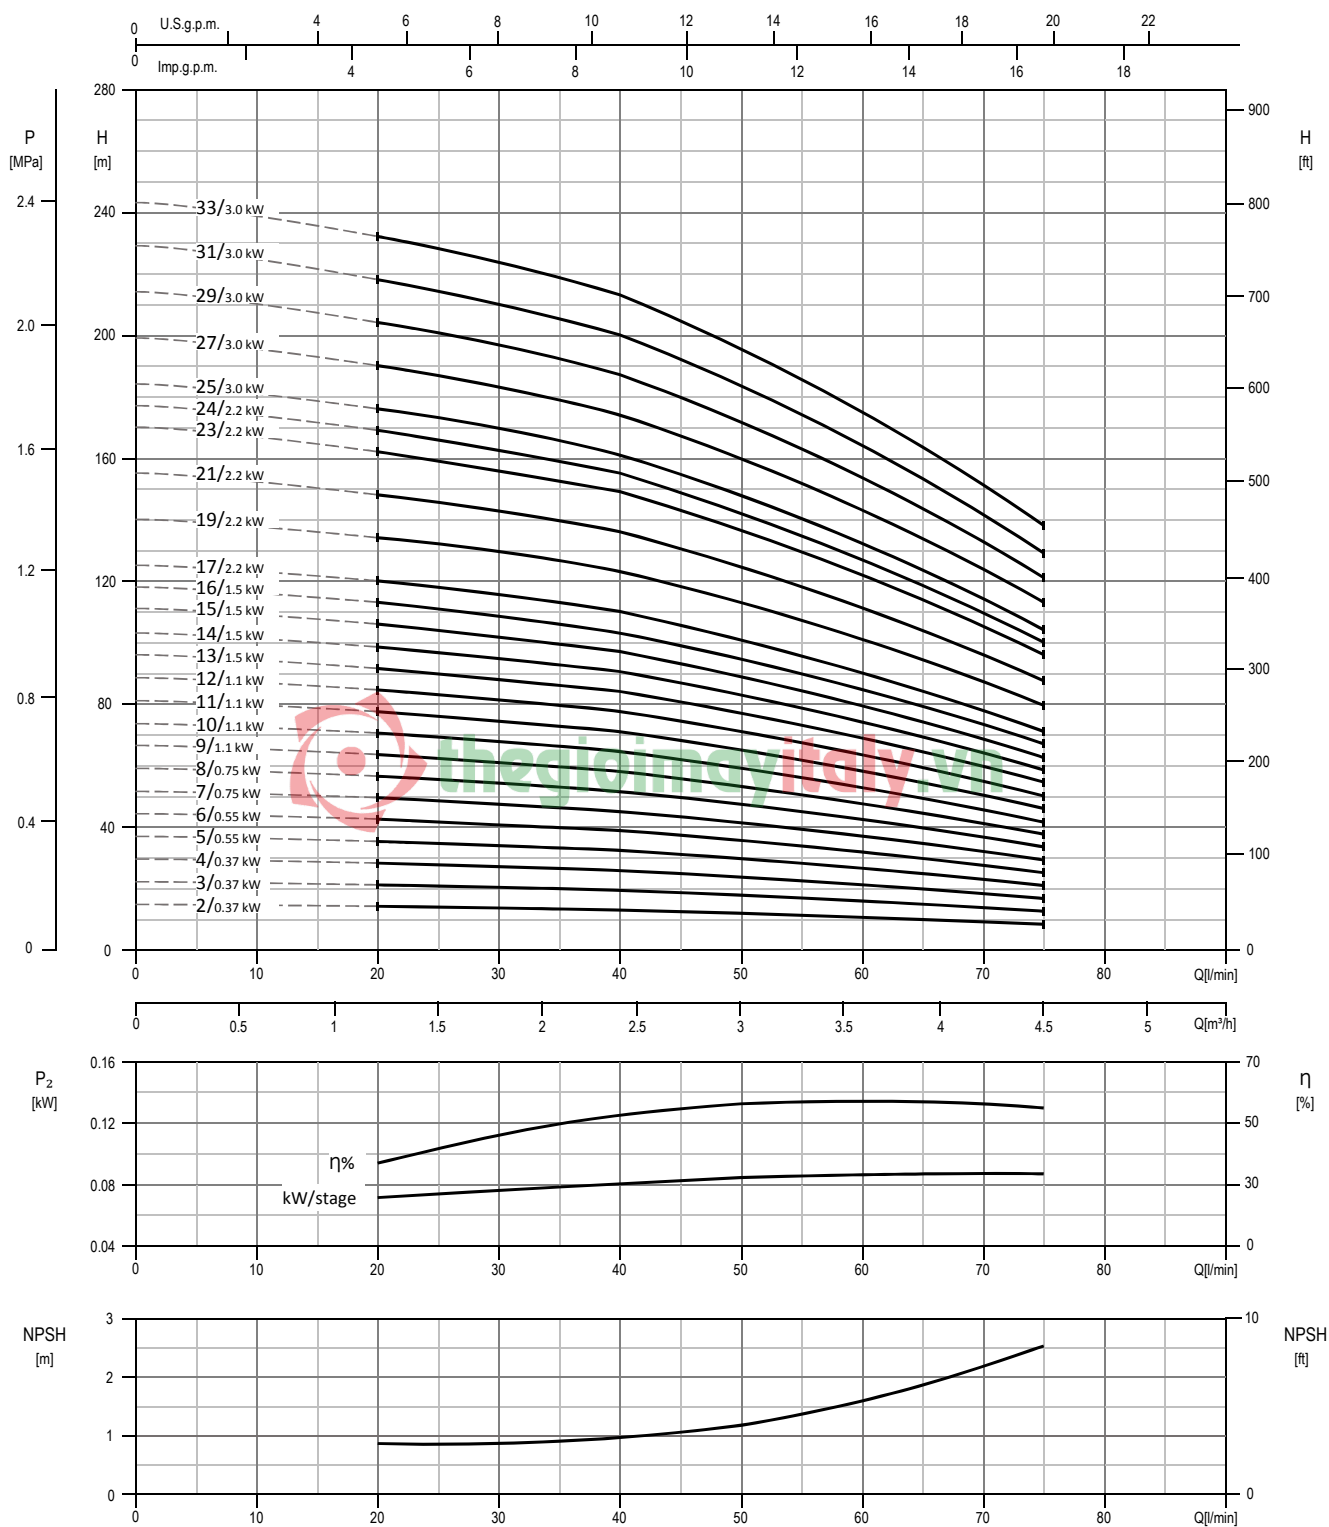 0 U.S.g.p.m. 4 6 8 10 12 14 16 18 20 22
0 Imp.g.p.m. 4 6 8 10 12 14 16 18
P [MPa]
2.4
2.0
1.6
1.2
0.8
0.4
0
H [m]
280
240
200
160
120
80
40
0
H [ft]
900
800
700
600
500
400
300
200
100
0
33/3.0 kW
31/3.0 kW
29/3.0 kW
27/3.0 kW
25/3.0 kW
24/2.2 kW
23/2.2 kW
21/2.2 kW
19/2.2 kW
17/2.2 kW
16/1.5 kW
15/1.5 kW
14/1.5 kW
13/1.5 kW
12/1.1 kW
11/1.1 kW
10/1.1 kW
9/1.1 kW
8/0.75 kW
7/0.75 kW
6/0.55 kW
5/0.55 kW
4/0.37 kW
3/0.37 kW
2/0.37 kW
thegioimayitaly.vn
0 10 20 30 40 50 60 70 80 Q[l/min]
0 0.5 1 1.5 2 2.5 3 3.5 4 4.5 5 Q[m³/h]
P₂ [kW]
0.16
0.12
0.08
0.04
η [%]
70
50
30
0
η%
kW/stage
0 10 20 30 40 50 60 70 80 Q[l/min]
NPSH [m]
3
2
1
0
NPSH [ft]
10
0
0 10 20 30 40 50 60 70 80 Q[l/min]